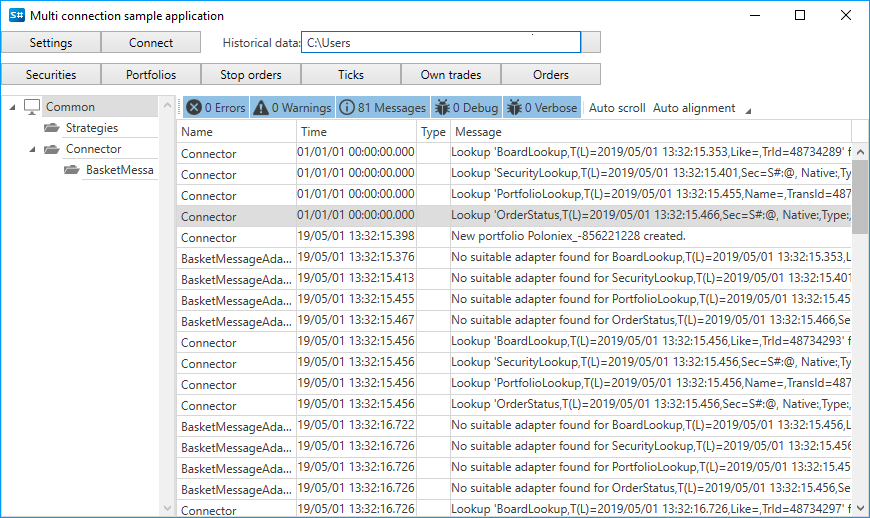 S# Multi connection sample application
Settings Connect Historical data: C:\Users
Securities Portfolios Stop orders Ticks Own trades Orders
Common
Strategies
Connector
BasketMessa
0 Errors 0 Warnings 81 Messages 0 Debug 0 Verbose Auto scroll Auto alignment
Name Time Type Message
Connector 01/01/01 00:00:00.000 Lookup 'BoardLookup,T(L)=2019/05/01 13:32:15.353,Like=,TrId=48734289' f
Connector 01/01/01 00:00:00.000 Lookup 'SecurityLookup,T(L)=2019/05/01 13:32:15.401,Sec=S#:@, Native:,Ty
Connector 01/01/01 00:00:00.000 Lookup 'PortfolioLookup,T(L)=2019/05/01 13:32:15.455,Name=,TransId=487
Connector 01/01/01 00:00:00.000 Lookup 'OrderStatus,T(L)=2019/05/01 13:32:15.466,Sec=S#:@, Native:,Type:,
Connector 19/05/01 13:32:15.398 New portfolio Poloniex_-856221228 created.
BasketMessageAda... 19/05/01 13:32:15.376 No suitable adapter found for BoardLookup,T(L)=2019/05/01 13:32:15.353,L
BasketMessageAda... 19/05/01 13:32:15.413 No suitable adapter found for SecurityLookup,T(L)=2019/05/01 13:32:15.401
BasketMessageAda... 19/05/01 13:32:15.455 No suitable adapter found for PortfolioLookup,T(L)=2019/05/01 13:32:15.45
BasketMessageAda... 19/05/01 13:32:15.467 No suitable adapter found for OrderStatus,T(L)=2019/05/01 13:32:15.466,Se
Connector 19/05/01 13:32:15.456 Lookup 'BoardLookup,T(L)=2019/05/01 13:32:15.456,Like=,TrId=48734293' f
Connector 19/05/01 13:32:15.456 Lookup 'SecurityLookup,T(L)=2019/05/01 13:32:15.456,Sec=S#:@, Native:,Ty
Connector 19/05/01 13:32:15.456 Lookup 'PortfolioLookup,T(L)=2019/05/01 13:32:15.456,Name=,TransId=487
Connector 19/05/01 13:32:15.456 Lookup 'OrderStatus,T(L)=2019/05/01 13:32:15.456,Sec=S#:@, Native:,Type:,
BasketMessageAda... 19/05/01 13:32:16.722 No suitable adapter found for BoardLookup,T(L)=2019/05/01 13:32:15.456,L
BasketMessageAda... 19/05/01 13:32:16.726 No suitable adapter found for SecurityLookup,T(L)=2019/05/01 13:32:15.456
BasketMessageAda... 19/05/01 13:32:16.726 No suitable adapter found for PortfolioLookup,T(L)=2019/05/01 13:32:15.45
BasketMessageAda... 19/05/01 13:32:16.726 No suitable adapter found for OrderStatus,T(L)=2019/05/01 13:32:15.456,Se
Connector 19/05/01 13:32:16.726 Lookup 'BoardLookup,T(L)=2019/05/01 13:32:16.726,Like=,TrId=48734297' f